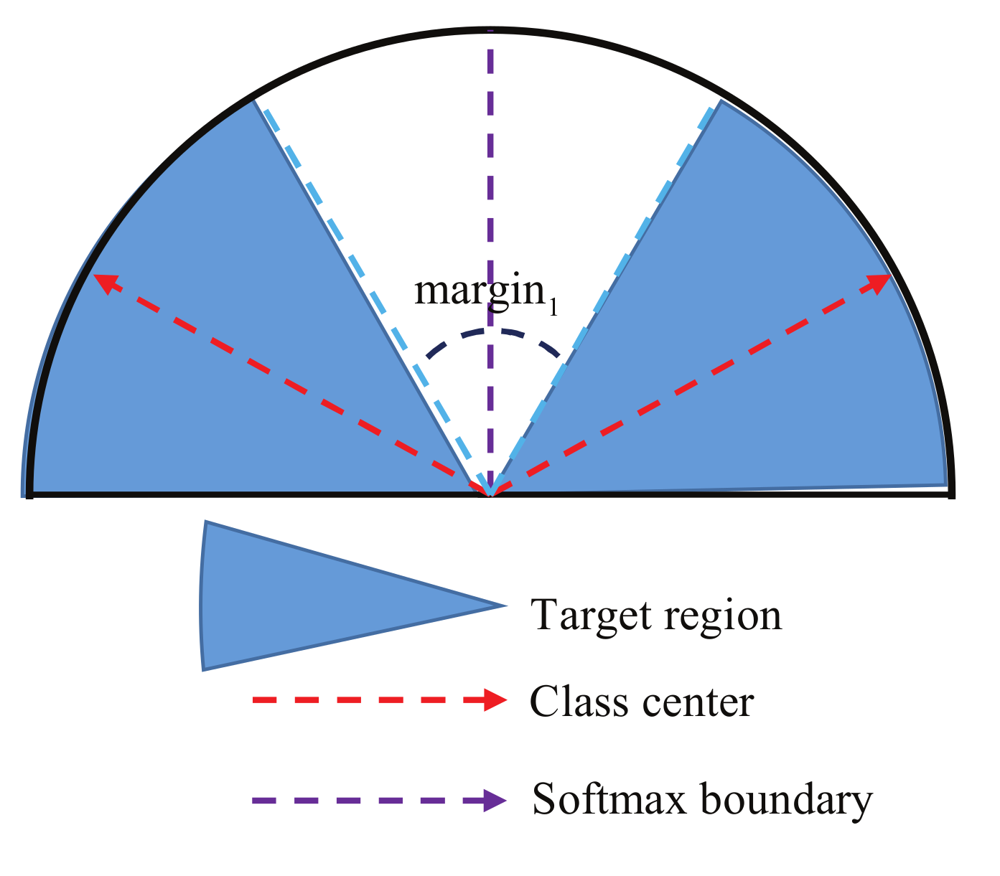 margin1
Target region
Class center
Softmax boundary